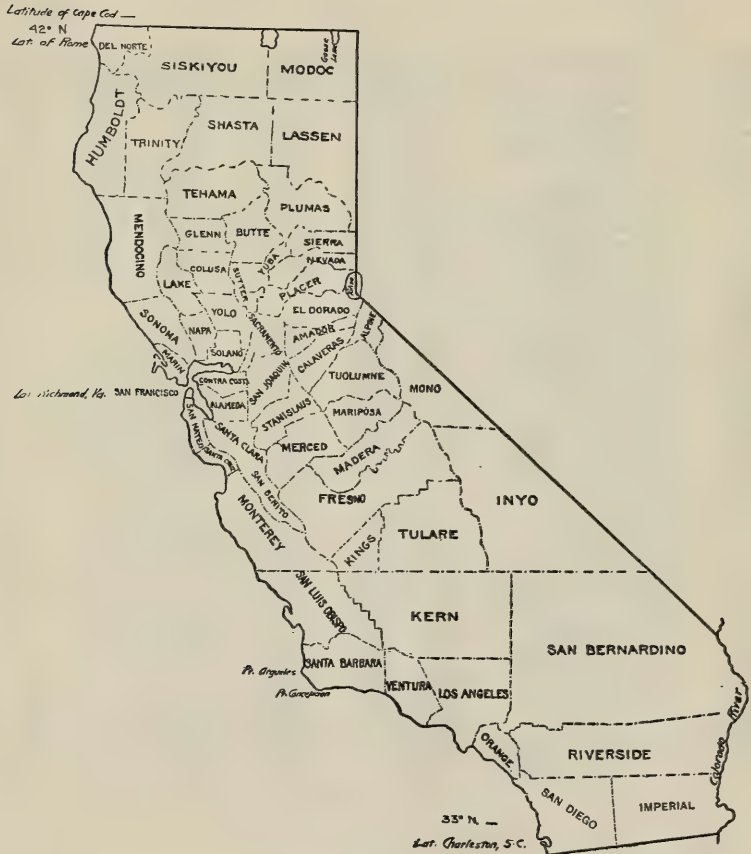 Latitude of Cape Cod
42° N
Lat. of Rome
DEL NORTE
SISKIYOU
MODOC
Goose Lake
HUMBOLDT
TRINITY
SHASTA
LASSEN
TEHAMA
PLUMAS
MENDOCINO
GLENN
BUTTE
SIERRA
NEVADA
YUBA
COLUSA
SUTTER
PLACER
LAKE
EL DORADO
YOLO
SONOMA
NAPA
SACRAMENTO
AMADOR
ALPINE
SOLANO
CALAVERAS
MARIN
CONTRA COSTA
SAN JOAQUIN
TUOLUMNE
MONO
Lat. Richmond, Va.
SAN FRANCISCO
ALAMEDA
STANISLAUS
MARIPOSA
SAN MATEO
SANTA CLARA
MERCED
MADERA
SANTA CRUZ
SAN BENITO
FRESNO
INYO
MONTEREY
KINGS
TULARE
SAN LUIS OBISPO
KERN
SAN BERNARDINO
SANTA BARBARA
Pt. Argueles
VENTURA
LOS ANGELES
Pt. Concepcion
Colorado River
ORANGE
RIVERSIDE
SAN DIEGO
IMPERIAL
33° N.
Lat. Charleston, S.C.